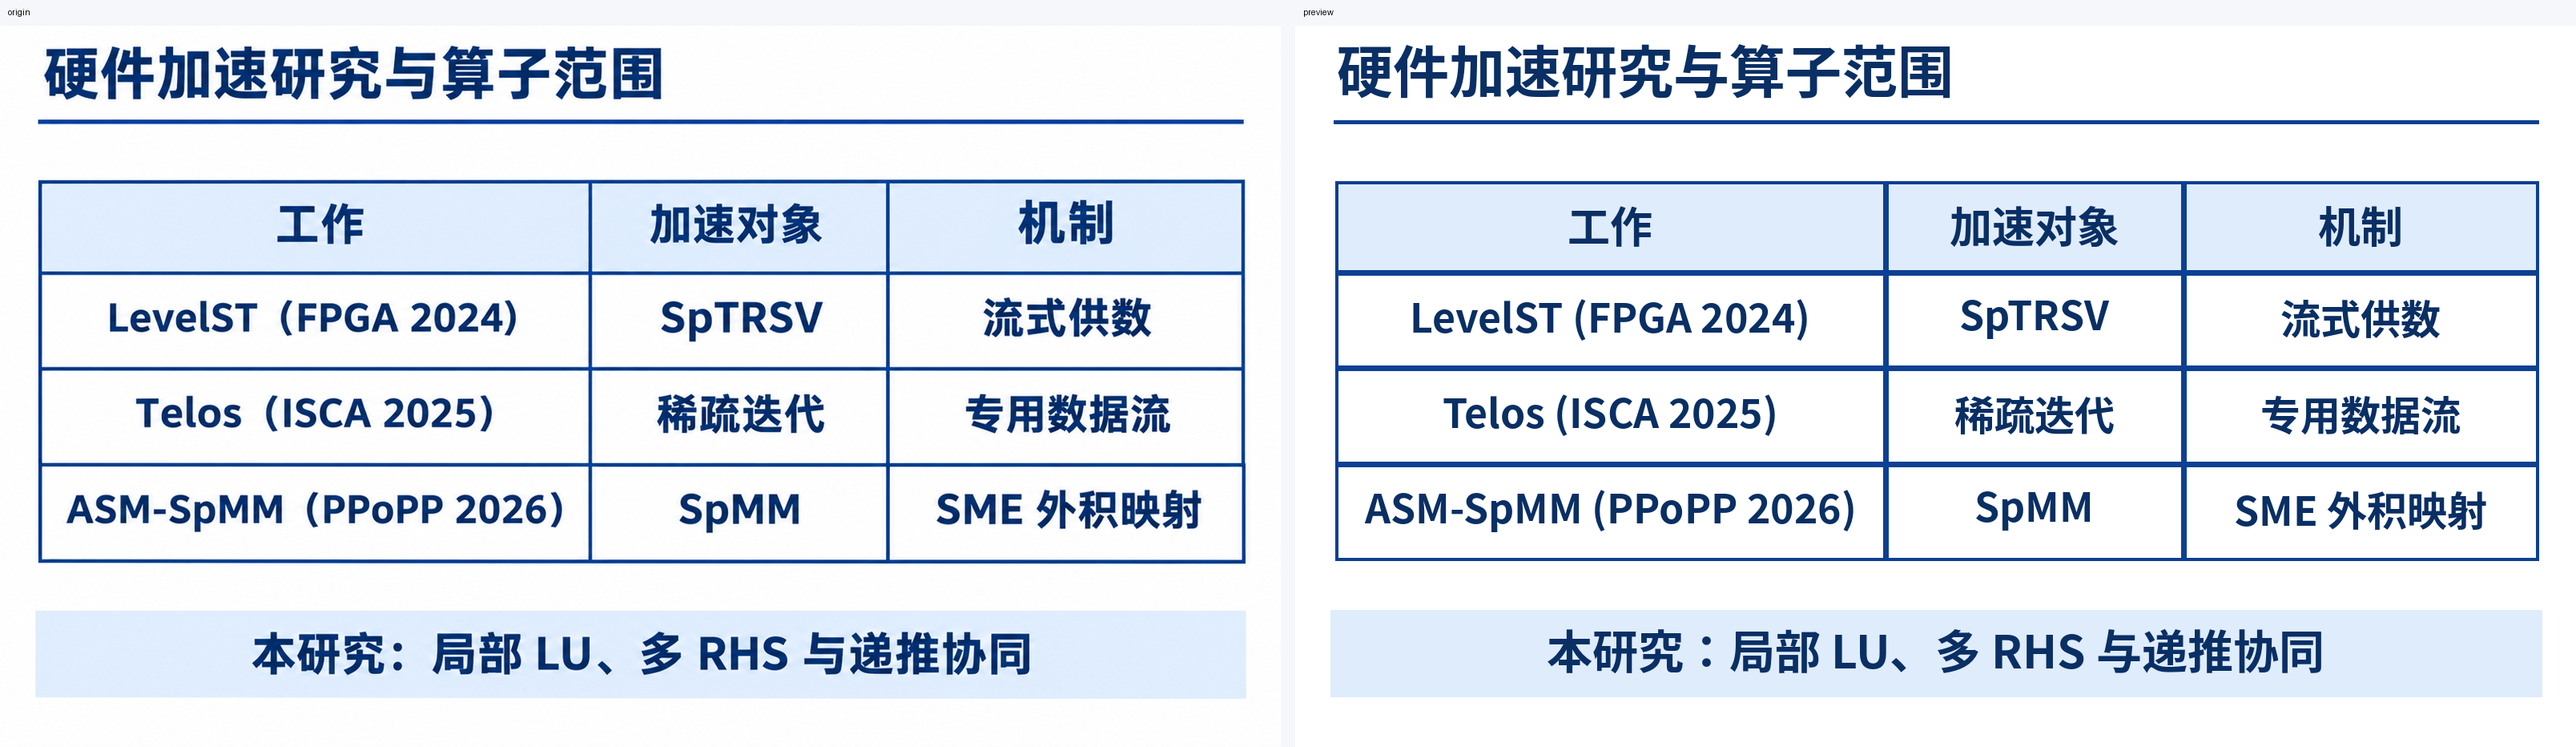 origin
硬件加速研究与算子范围
工作 加速对象 机制
LevelST（FPGA 2024） SpTRSV 流式供数
Telos（ISCA 2025） 稀疏迭代 专用数据流
ASM-SpMM（PPoPP 2026） SpMM SME 外积映射
本研究：局部 LU、多 RHS 与递推协同
preview
硬件加速研究与算子范围
工作 加速对象 机制
LevelST (FPGA 2024) SpTRSV 流式供数
Telos (ISCA 2025) 稀疏迭代 专用数据流
ASM-SpMM (PPoPP 2026) SpMM SME 外积映射
本研究：局部 LU、多 RHS 与递推协同